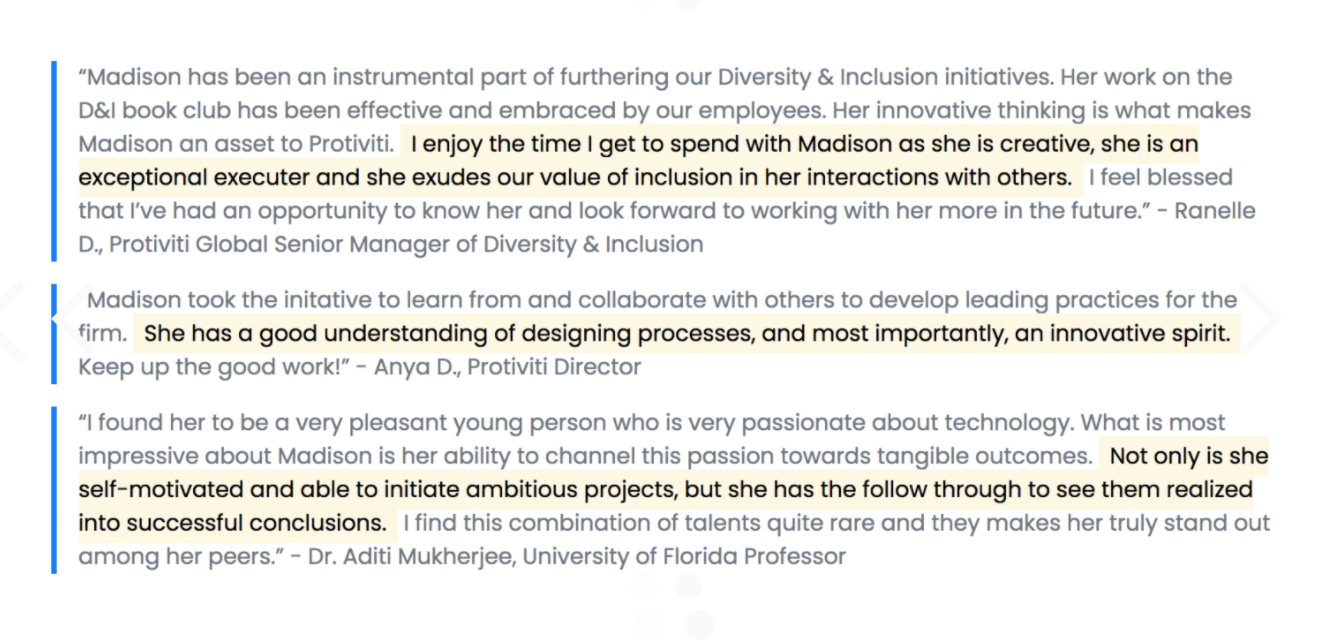 “Madison has been an instrumental part of furthering our Diversity & Inclusion initiatives. Her work on the
D&I book club has been effective and embraced by our employees. Her innovative thinking is what makes
Madison an asset to Protiviti. I enjoy the time I get to spend with Madison as she is creative, she is an
exceptional executer and she exudes our value of inclusion in her interactions with others. I feel blessed
that I’ve had an opportunity to know her and look forward to working with her more in the future.” - Ranelle
D., Protiviti Global Senior Manager of Diversity & Inclusion
Madison took the initative to learn from and collaborate with others to develop leading practices for the
firm. She has a good understanding of designing processes, and most importantly, an innovative spirit.
Keep up the good work!” - Anya D., Protiviti Director
“I found her to be a very pleasant young person who is very passionate about technology. What is most
impressive about Madison is her ability to channel this passion towards tangible outcomes. Not only is she
self-motivated and able to initiate ambitious projects, but she has the follow through to see them realized
into successful conclusions. I find this combination of talents quite rare and they makes her truly stand out
among her peers.” - Dr. Aditi Mukherjee, University of Florida Professor